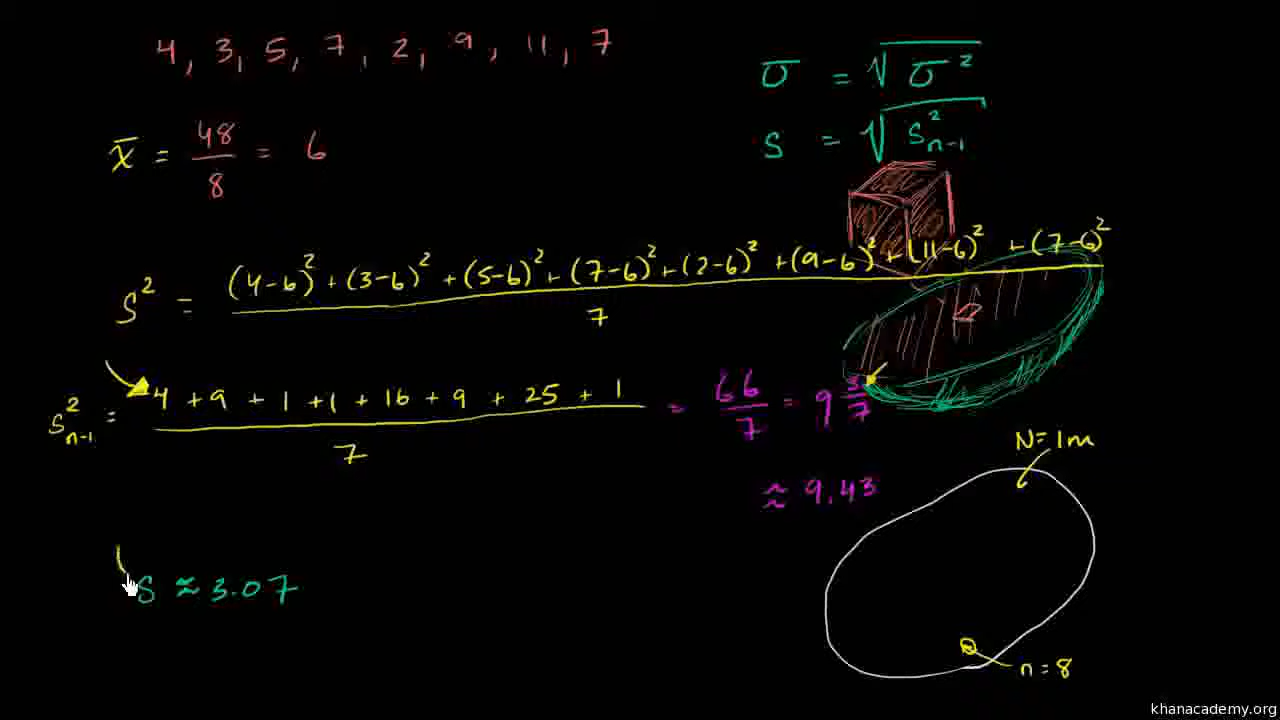 4, 3, 5, 7, 2, 9, 11, 7
σ = √σ²
x̄ = 48/8 = 6
s = √s²ₙ₋₁
s² = ((4-6)² + (3-6)² + (5-6)² + (7-6)² + (2-6)² + (9-6)² + (11-6)² + (7-6)²)/7
s²ₙ₋₁ = (4 + 9 + 1 + 1 + 16 + 9 + 25 + 1)/7 = 66/7 = 9 3/7
N=1m
≈ 9.43
s ≈ 3.07
n=8
khanacademy.org